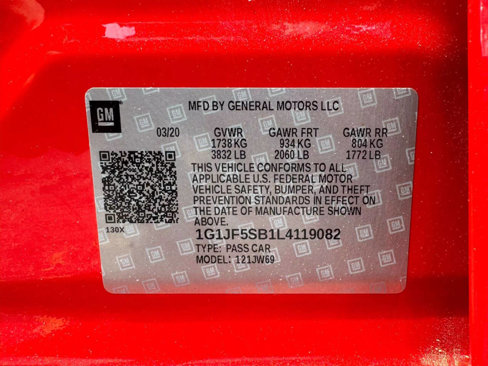 GM
MFD BY GENERAL MOTORS LLC
03/20 GVWR GAWR FRT GAWR RR
1738 KG 934 KG 804 KG
3832 LB 2060 LB 1772 LB
THIS VEHICLE CONFORMS TO ALL
APPLICABLE U.S. FEDERAL MOTOR
VEHICLE SAFETY, BUMPER, AND THEFT
PREVENTION STANDARDS IN EFFECT ON
THE DATE OF MANUFACTURE SHOWN
ABOVE.
130X
1G1JF5SB1L4119082
TYPE: PASS CAR
MODEL: 121JW69